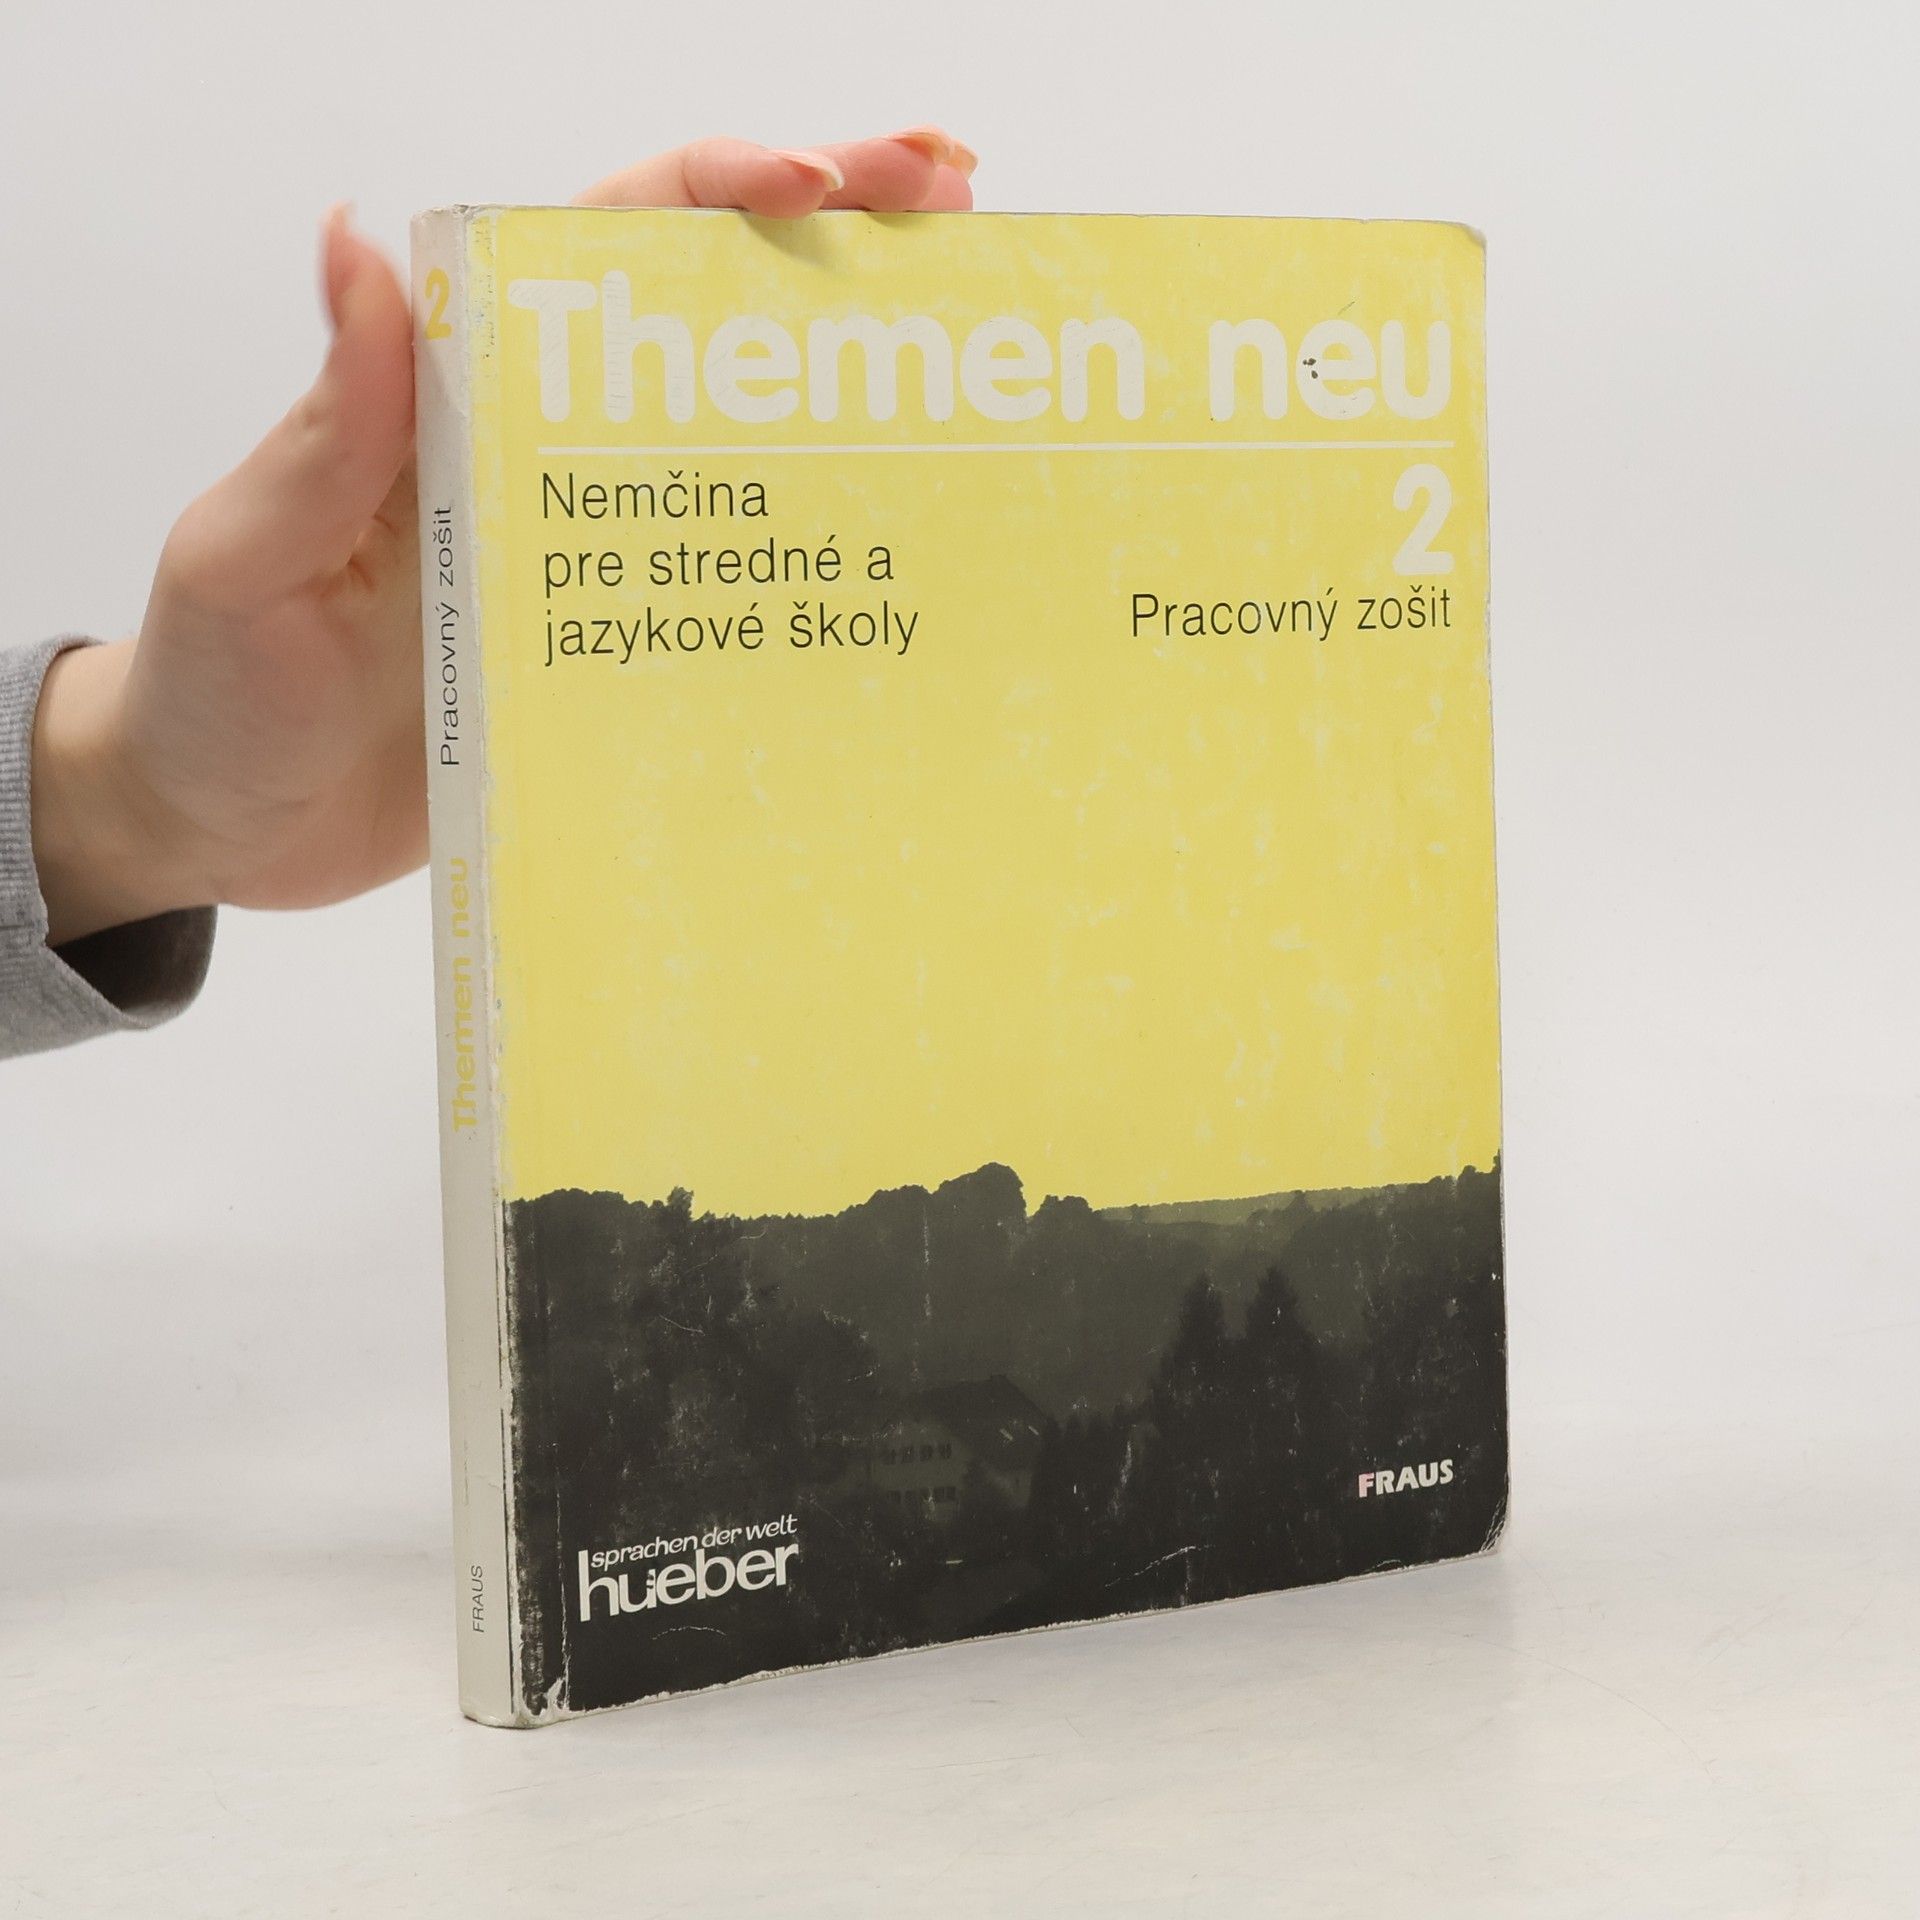 Themen neu
2
Nemčina
pre stredné a
jazykové školy
Pracovný zošit
sprachen der welt
hueber
FRAUS
2
Pracovný zošit
Themen neu
FRAUS